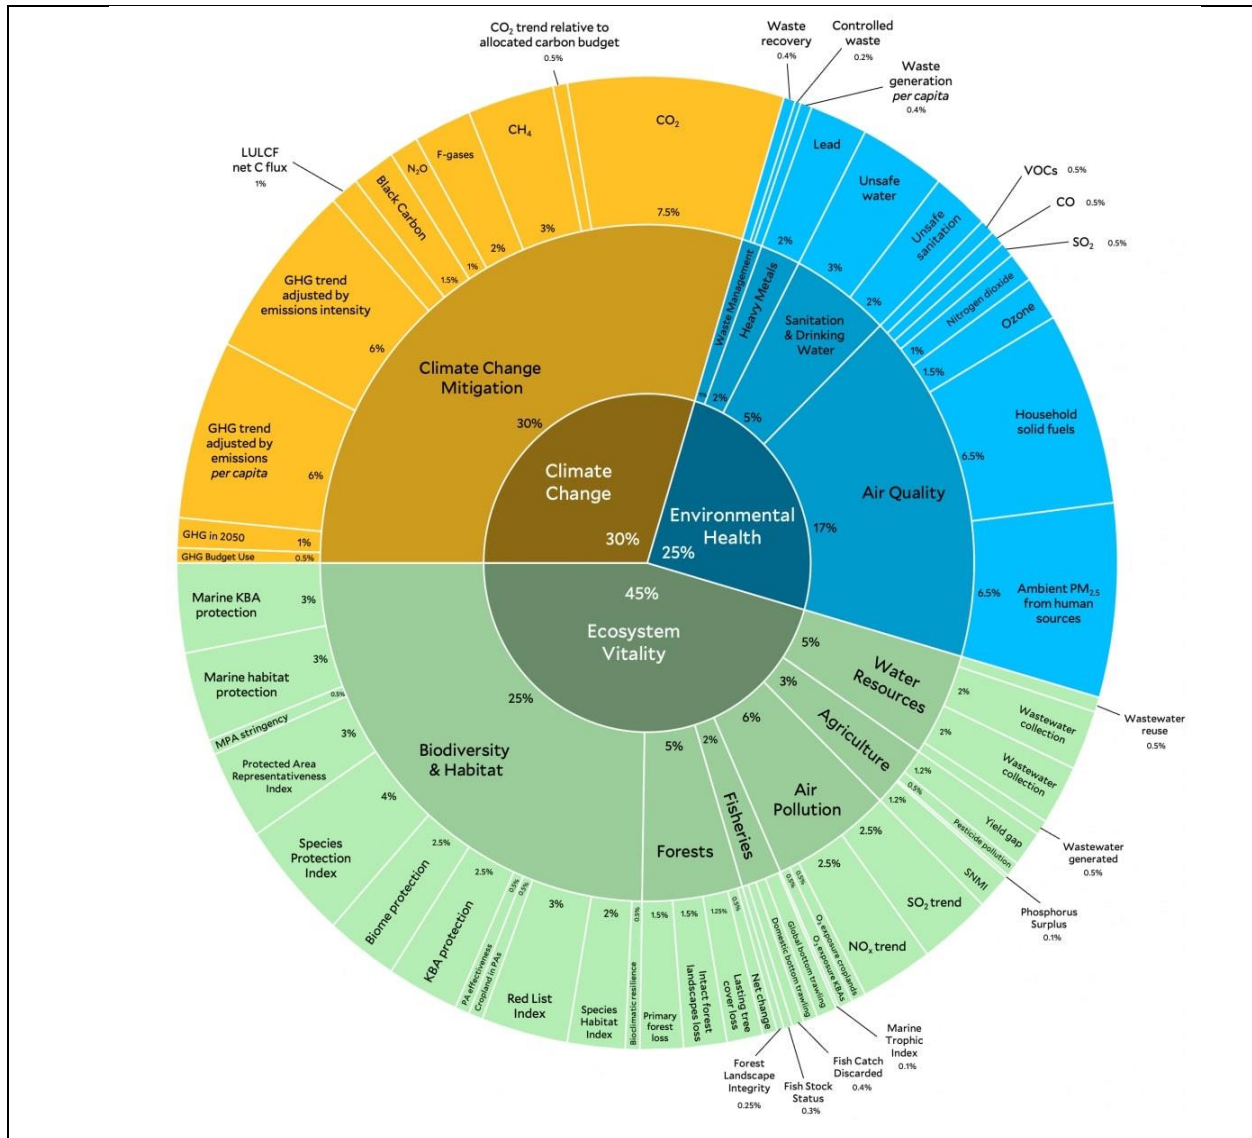 CO₂ trend relative to
allocated carbon budget
0.5%
Waste
recovery
0.4%
Controlled
waste
0.2%
Waste
generation
per capita
0.4%
LULCF
net C flux
1%
Black Carbon
1.5%
N₂O
1%
F-gases
2%
CH₄
3%
CO₂
7.5%
Lead
2%
Unsafe
water
3%
Unsafe
sanitation
2%
VOCs 0.5%
CO 0.5%
SO₂ 0.5%
Nitrogen dioxide
1%
Ozone
1.5%
Household
solid fuels
6.5%
Ambient PM₂.₅
from human
sources
6.5%
GHG trend
adjusted by
emissions intensity
6%
GHG trend
adjusted by
emissions
per capita
6%
GHG in 2050
1%
GHG Budget Use
0.5%
Climate Change
Mitigation
30%
Waste Management
Heavy Metals
2%
Sanitation
& Drinking
Water
5%
Air Quality
17%
Climate
Change
30%
Environmental
Health
25%
45%
Ecosystem
Vitality
Marine KBA
protection
3%
Marine habitat
protection
3%
MPA stringency
0.5%
Protected Area
Representativeness
Index
3%
Species
Protection
Index
4%
Biome protection
2.5%
KBA protection
2.5%
PA effectiveness
0.5%
Cropland in PAs
0.5%
Red List
Index
3%
Species
Habitat
Index
2%
Bioclimatic resilience
0.5%
Biodiversity
& Habitat
25%
Forests
5%
Fisheries
2%
Air
Pollution
6%
Agriculture
3%
Water
Resources
5%
Primary
forest
loss
1.5%
Intact forest
landscapes loss
1.5%
Lasting tree
cover loss
1.25%
Net change
0.5%
Forest
Landscape
Integrity
0.25%
Fish Stock
Status
0.3%
Fish Catch
Discarded
0.4%
Domestic bottom trawling
Global bottom trawling
Marine
Trophic
Index
0.1%
O₃ exposure KBAs
0.5%
O₃ exposure croplands
0.5%
NOₓ trend
2.5%
SO₂ trend
2.5%
SNMI
1.2%
Phosphorus
Surplus
0.1%
Pesticide pollution
0.5%
Yield gap
1.2%
Wastewater
generated
0.5%
Wastewater
collection
2%
Wastewater
collection
2%
Wastewater
reuse
0.5%